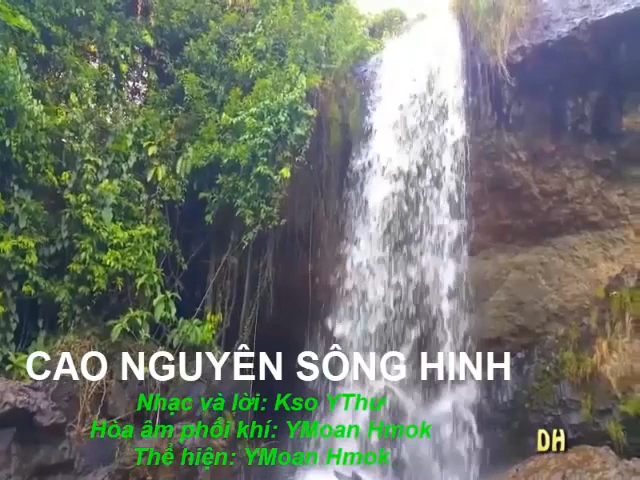 CAO NGUYÊN SÔNG HINH
Nhạc và lời: Kso YThư
Hòa âm phối khí: YMoan Hmok
Thể hiện: YMoan Hmok
DH